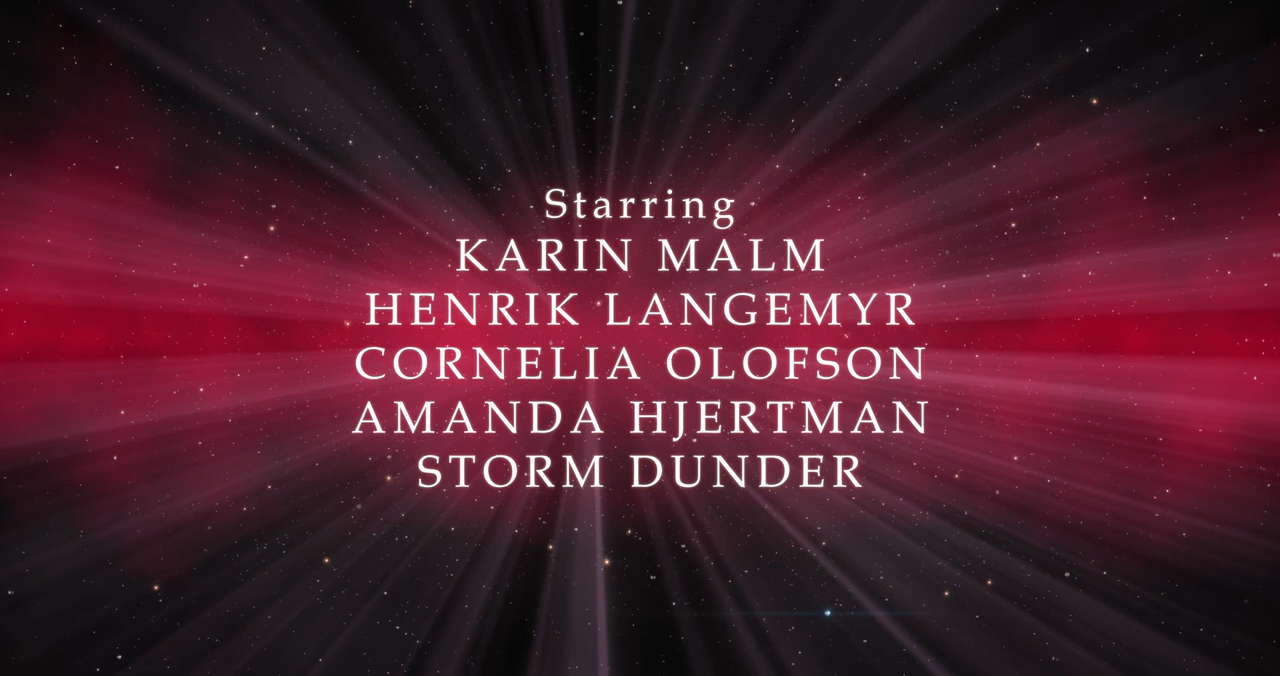 Starring
KARIN MALM
HENRIK LANGEMYR
CORNELIA OLOFSON
AMANDA HJERTMAN
STORM DUNDER